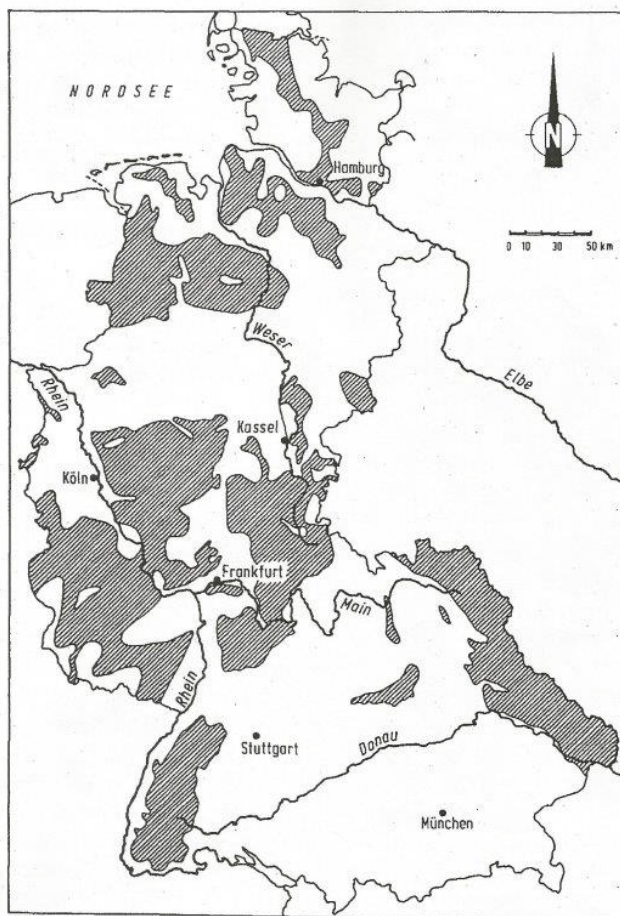 NORDSEE
N
Hamburg
0 10 30 50 km
Weser
Elbe
Rhein
Kassel
Köln
Frankfurt
Main
Rhein
Stuttgart
Donau
München